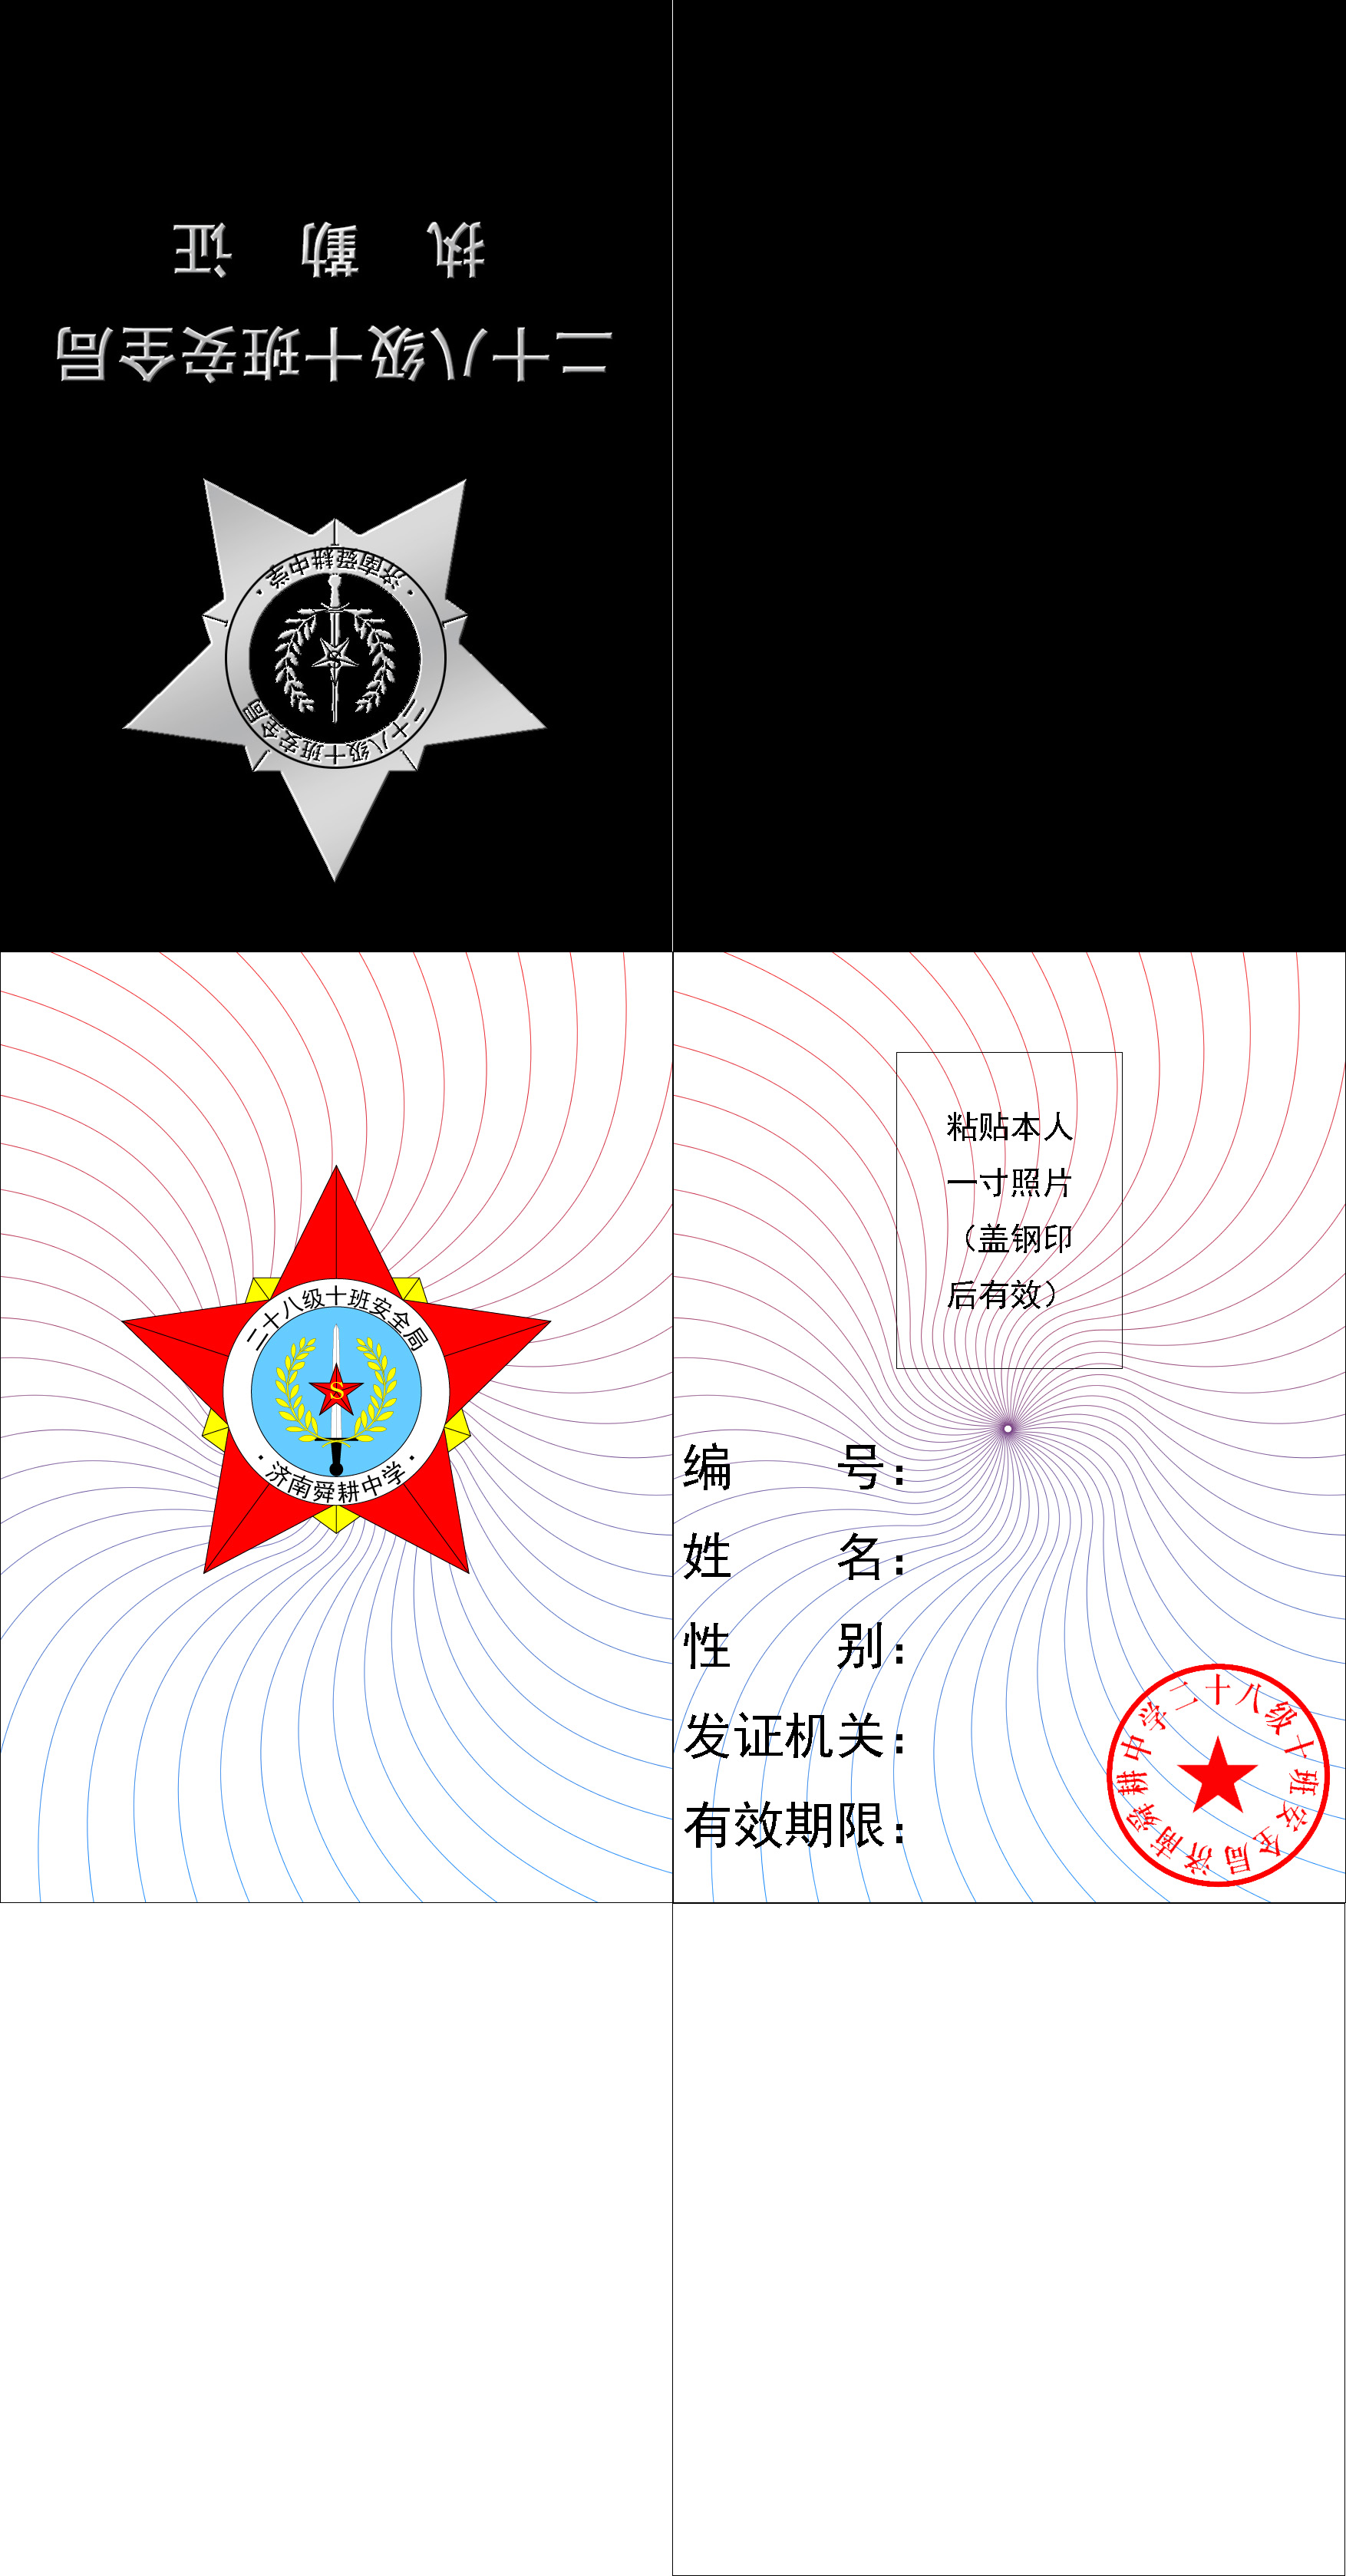 二十八级十班安全局
执 勤 证
二十八级十班安全局
·济南舜耕中学·
二十八级十班安全局
S
·济南舜耕中学·
粘贴本人
一寸照片
（盖钢印
后有效）
编 号：
姓 名：
性 别：
发证机关：
有效期限：
济南舜耕中学二十八级十班安全局